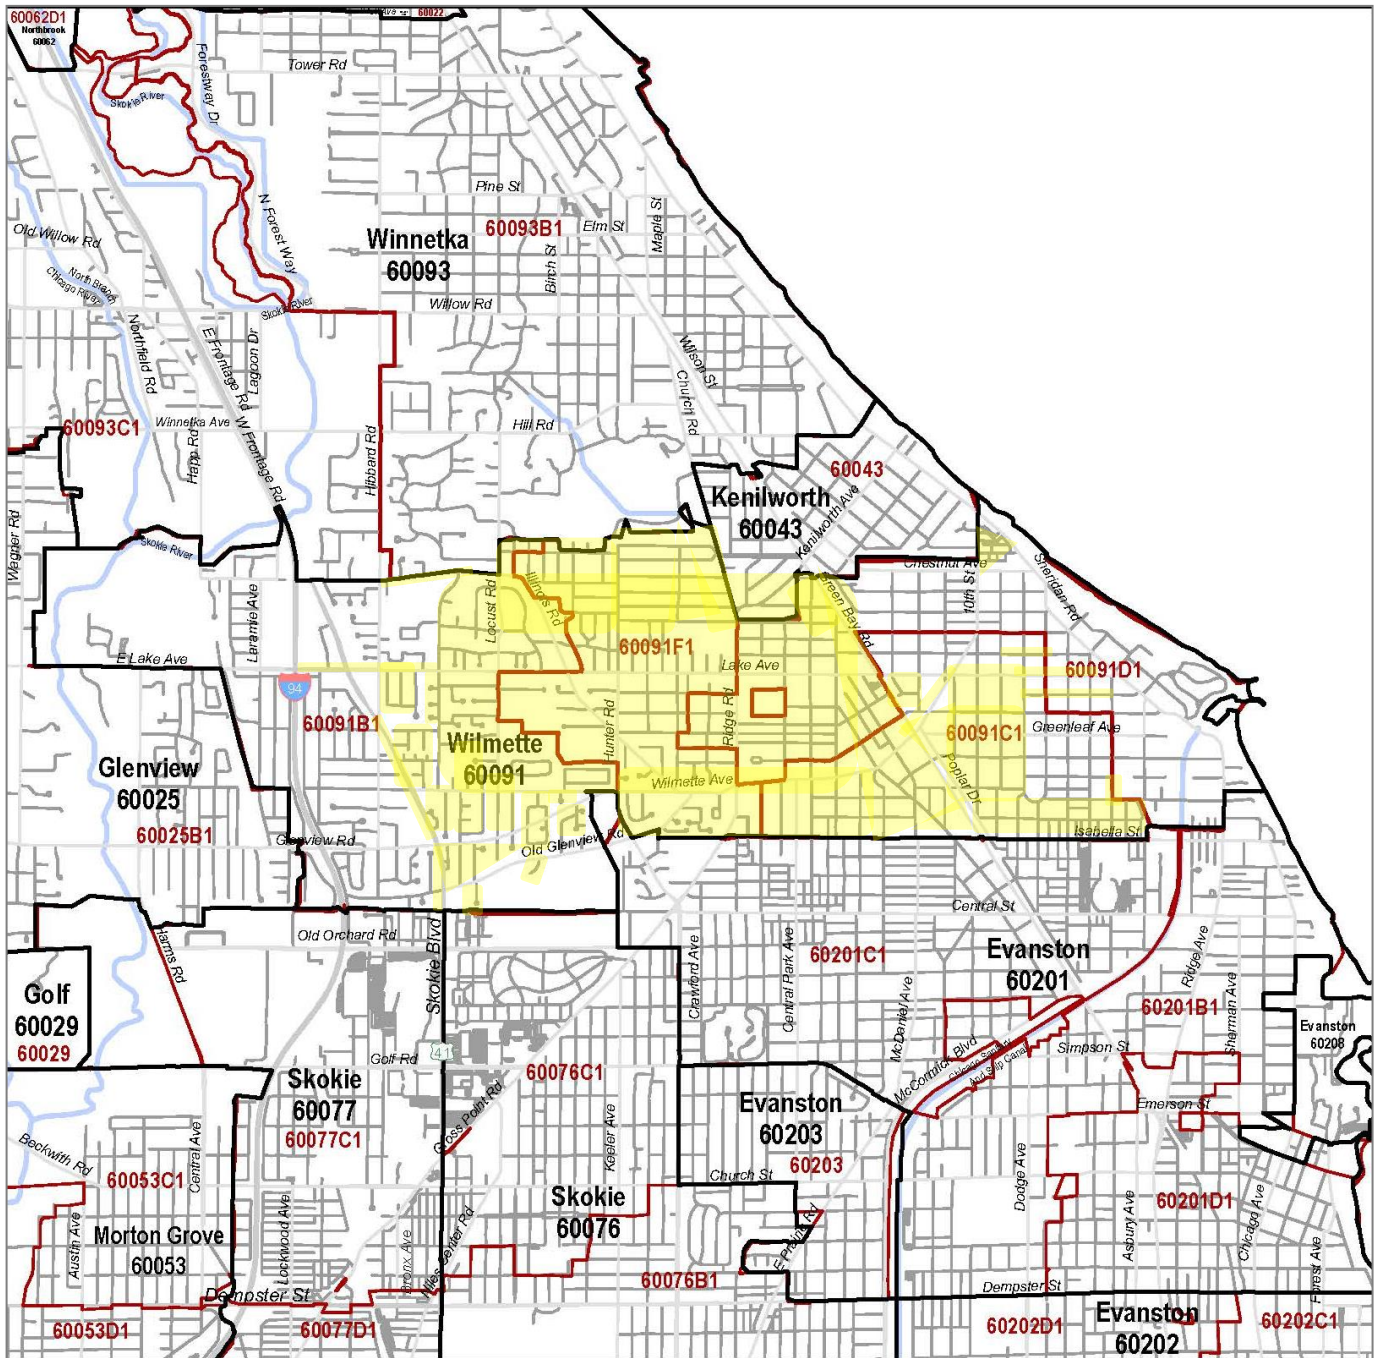 60062D1
Northbrook
60062
60022
Forestway Dr
Tower Rd
Skokie River
Pine St
60093B1
Elm St
Maple St
N Forest Way
Old Willow Rd
Winnetka
60093
Birch St
North Branch
Chicago River
Willow Rd
Skokie River
Northfield Rd
E Frontage Rd
Lagoon Dr
Wilson St
Church Rd
60093C1
Winnetka Ave
Happ Rd
W Frontage Rd
Hibbard Rd
Hill Rd
60043
Kenilworth
60043
Kenilworth Ave
Wagner Rd
Skokie River
Chestnut Ave
10th St
Sheridan Rd
Laramie Ave
Locust Rd
Illinois Rd
Green Bay Rd
E Lake Ave
60091F1
Lake Ave
60091D1
94
60091B1
Hunter Rd
Ridge Rd
60091C1
Greenleaf Ave
Wilmette
60091
Glenview
60025
Wilmette Ave
Poplar Dr
60025B1
Glenview Rd
Old Glenview Rd
Isabella St
Central St
Old Orchard Rd
Harms Rd
Skokie Blvd
Crawford Ave
Central Park Ave
60201C1
Evanston
60201
Ridge Ave
Golf
60029
60029
McDaniel Ave
60201B1
Sherman Ave
Evanston
60208
41
Golf Rd
McCormick Blvd
Chicago Sanitary
And Ship Canal
Simpson St
Skokie
60077
60077C1
60076C1
Gross Point Rd
Evanston
60203
60203
Emerson St
Beckwith Rd
Central Ave
Keeler Ave
60053C1
Church St
Dodge Ave
Skokie
60076
Austin Ave
Morton Grove
60053
Lockwood Ave
Bronx Ave
Niles Center Rd
E Prairie Rd
Asbury Ave
60201D1
Chicago Ave
Forest Ave
60076B1
Dempster St
Dempster St
60053D1
60077D1
60202D1
Evanston
60202
60202C1